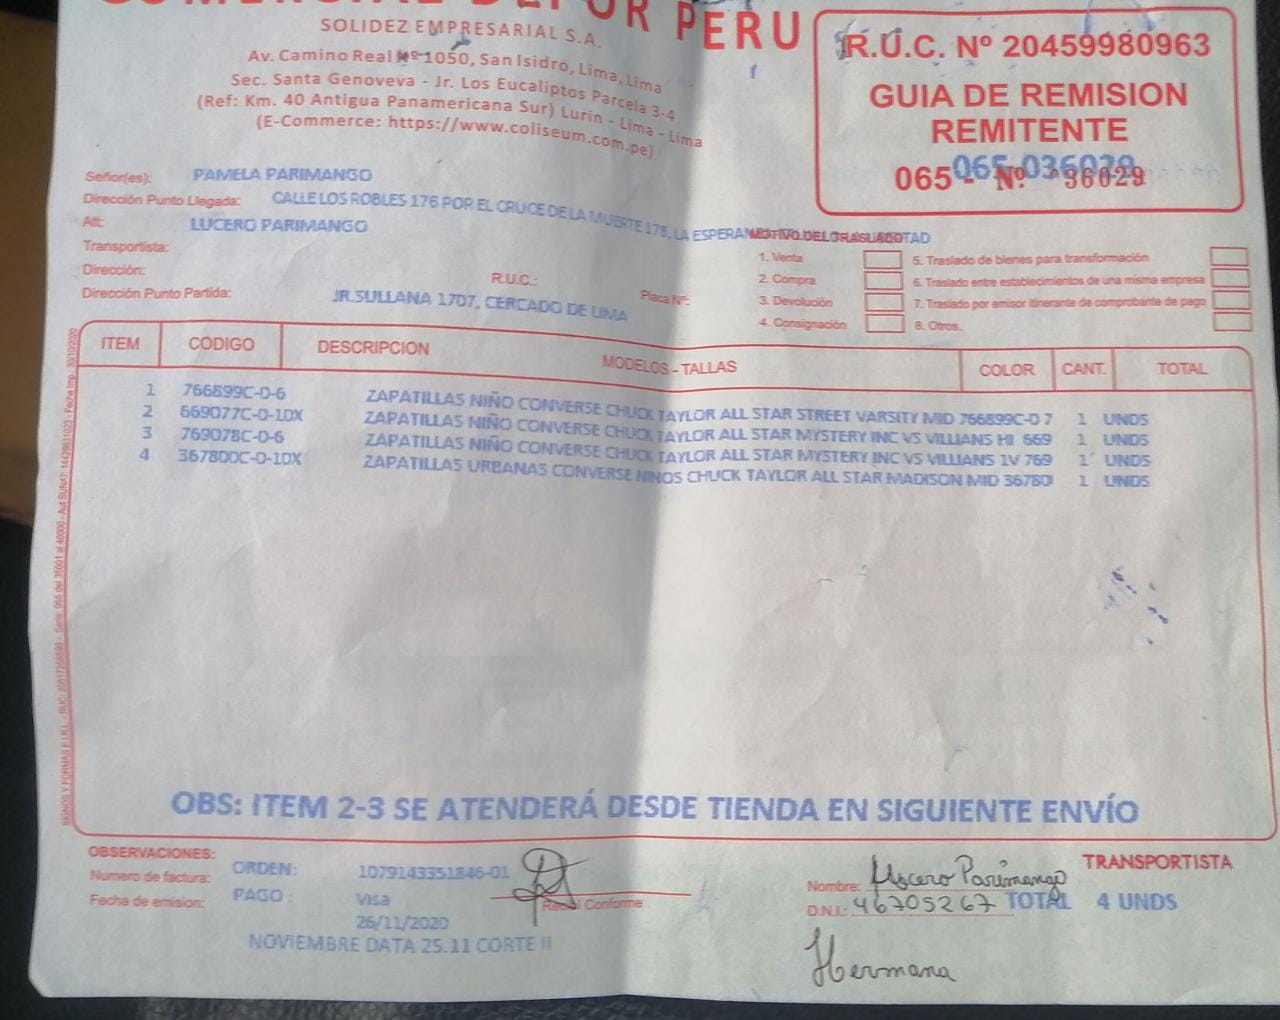 COMERCIAL DEPOR PERU
SOLIDEZ EMPRESARIAL S.A.
Av. Camino Real Nº 1050, San Isidro, Lima, Lima
Sec. Santa Genoveva - Jr. Los Eucaliptos Parcela 3-4
(Ref: Km. 40 Antigua Panamericana Sur) Lurin - Lima - Lima
(E-Commerce: https://www.coliseum.com.pe)
R.U.C. Nº 20459980963
GUIA DE REMISION
REMITENTE
065 - Nº 036029
065-036029
Señor(es): PAMELA PARIMANGO
Dirección Punto Llegada: CALLE LOS ROBLES 176 POR EL CRUCE DE LA MUERTE 176, LA ESPERAN
Att: LUCERO PARIMANGO
MOTIVO DEL TRASLADO
Transportista:
Dirección:
R.U.C.:
Placa Nº:
Dirección Punto Partida: JR.SULLANA 1707, CERCADO DE LIMA
1. Venta
2. Compra
3. Devolución
4. Consignación
5. Traslado de bienes para transformación
6. Traslado entre establecimientos de una misma empresa
7. Traslado por emisor itinerante de comprobante de pago
8. Otros.
ITEM CODIGO DESCRIPCION MODELOS - TALLAS COLOR CANT. TOTAL
1 766899C-0-6 ZAPATILLAS NIÑO CONVERSE CHUCK TAYLOR ALL STAR STREET VARSITY MID 766899C-0 7 1 UNDS
2 669077C-0-10X ZAPATILLAS NIÑO CONVERSE CHUCK TAYLOR ALL STAR MYSTERY INC VS VILLIANS HI 669 1 UNDS
3 769078C-0-6 ZAPATILLAS NIÑO CONVERSE CHUCK TAYLOR ALL STAR MYSTERY INC VS VILLIANS 1V 769 1 UNDS
4 367800C-0-10X ZAPATILLAS URBANAS CONVERSE NINOS CHUCK TAYLOR ALL STAR MADISON MID 36780 1 UNDS
OBS: ITEM 2-3 SE ATENDERÁ DESDE TIENDA EN SIGUIENTE ENVÍO
OBSERVACIONES:
Numero de factura:
Fecha de emision:
ORDEN: 1079143351846-01
PAGO : Visa
26/11/2020
NOVIEMBRE DATA 25.11 CORTE II
Recibi Conforme
TRANSPORTISTA
Nombre: Lucero Parimango
D.N.I.: 46705267 TOTAL 4 UNDS
Hermana